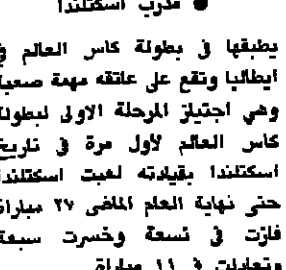 ● مدرب اسكتلندا
يطبقها في بطولة كاس العالم في
ايطاليا وتقع على عاتقه مهمة صعبة
وهي اجتياز المرحلة الاولى لبطولة
كاس العالم لأول مرة في تاريخ
اسكتلندا بقيادته لعبت اسكتلندا
حتى نهاية العام الماضى ٢٧ مباراة
فازت في تسعة وخسرت سبعة
وتعادلت في ١١ مباراة